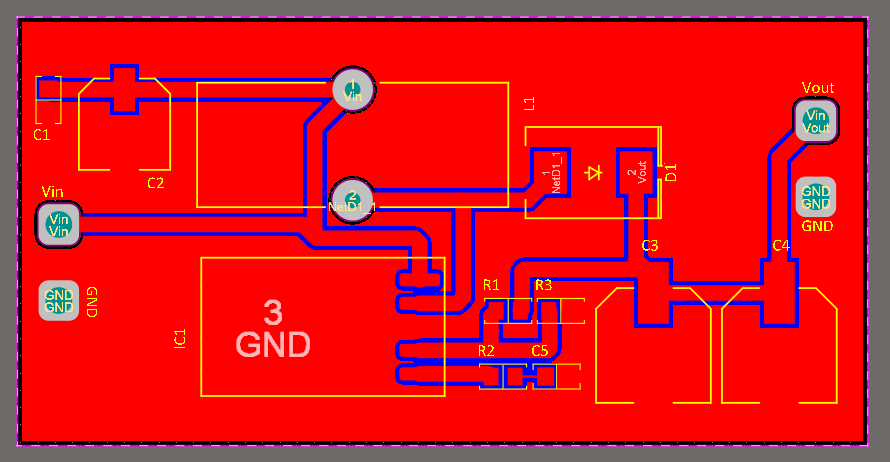 C1
C2
1
Vin
L1
Vout
Vin
Vout
1
NetD1_1
2
Vout
D1
Vin
Vin
Vin
2
NetD1_1
GND
GND
GND
C3
C4
GND
GND
GND
IC1
3
GND
R1
R3
R2
C5